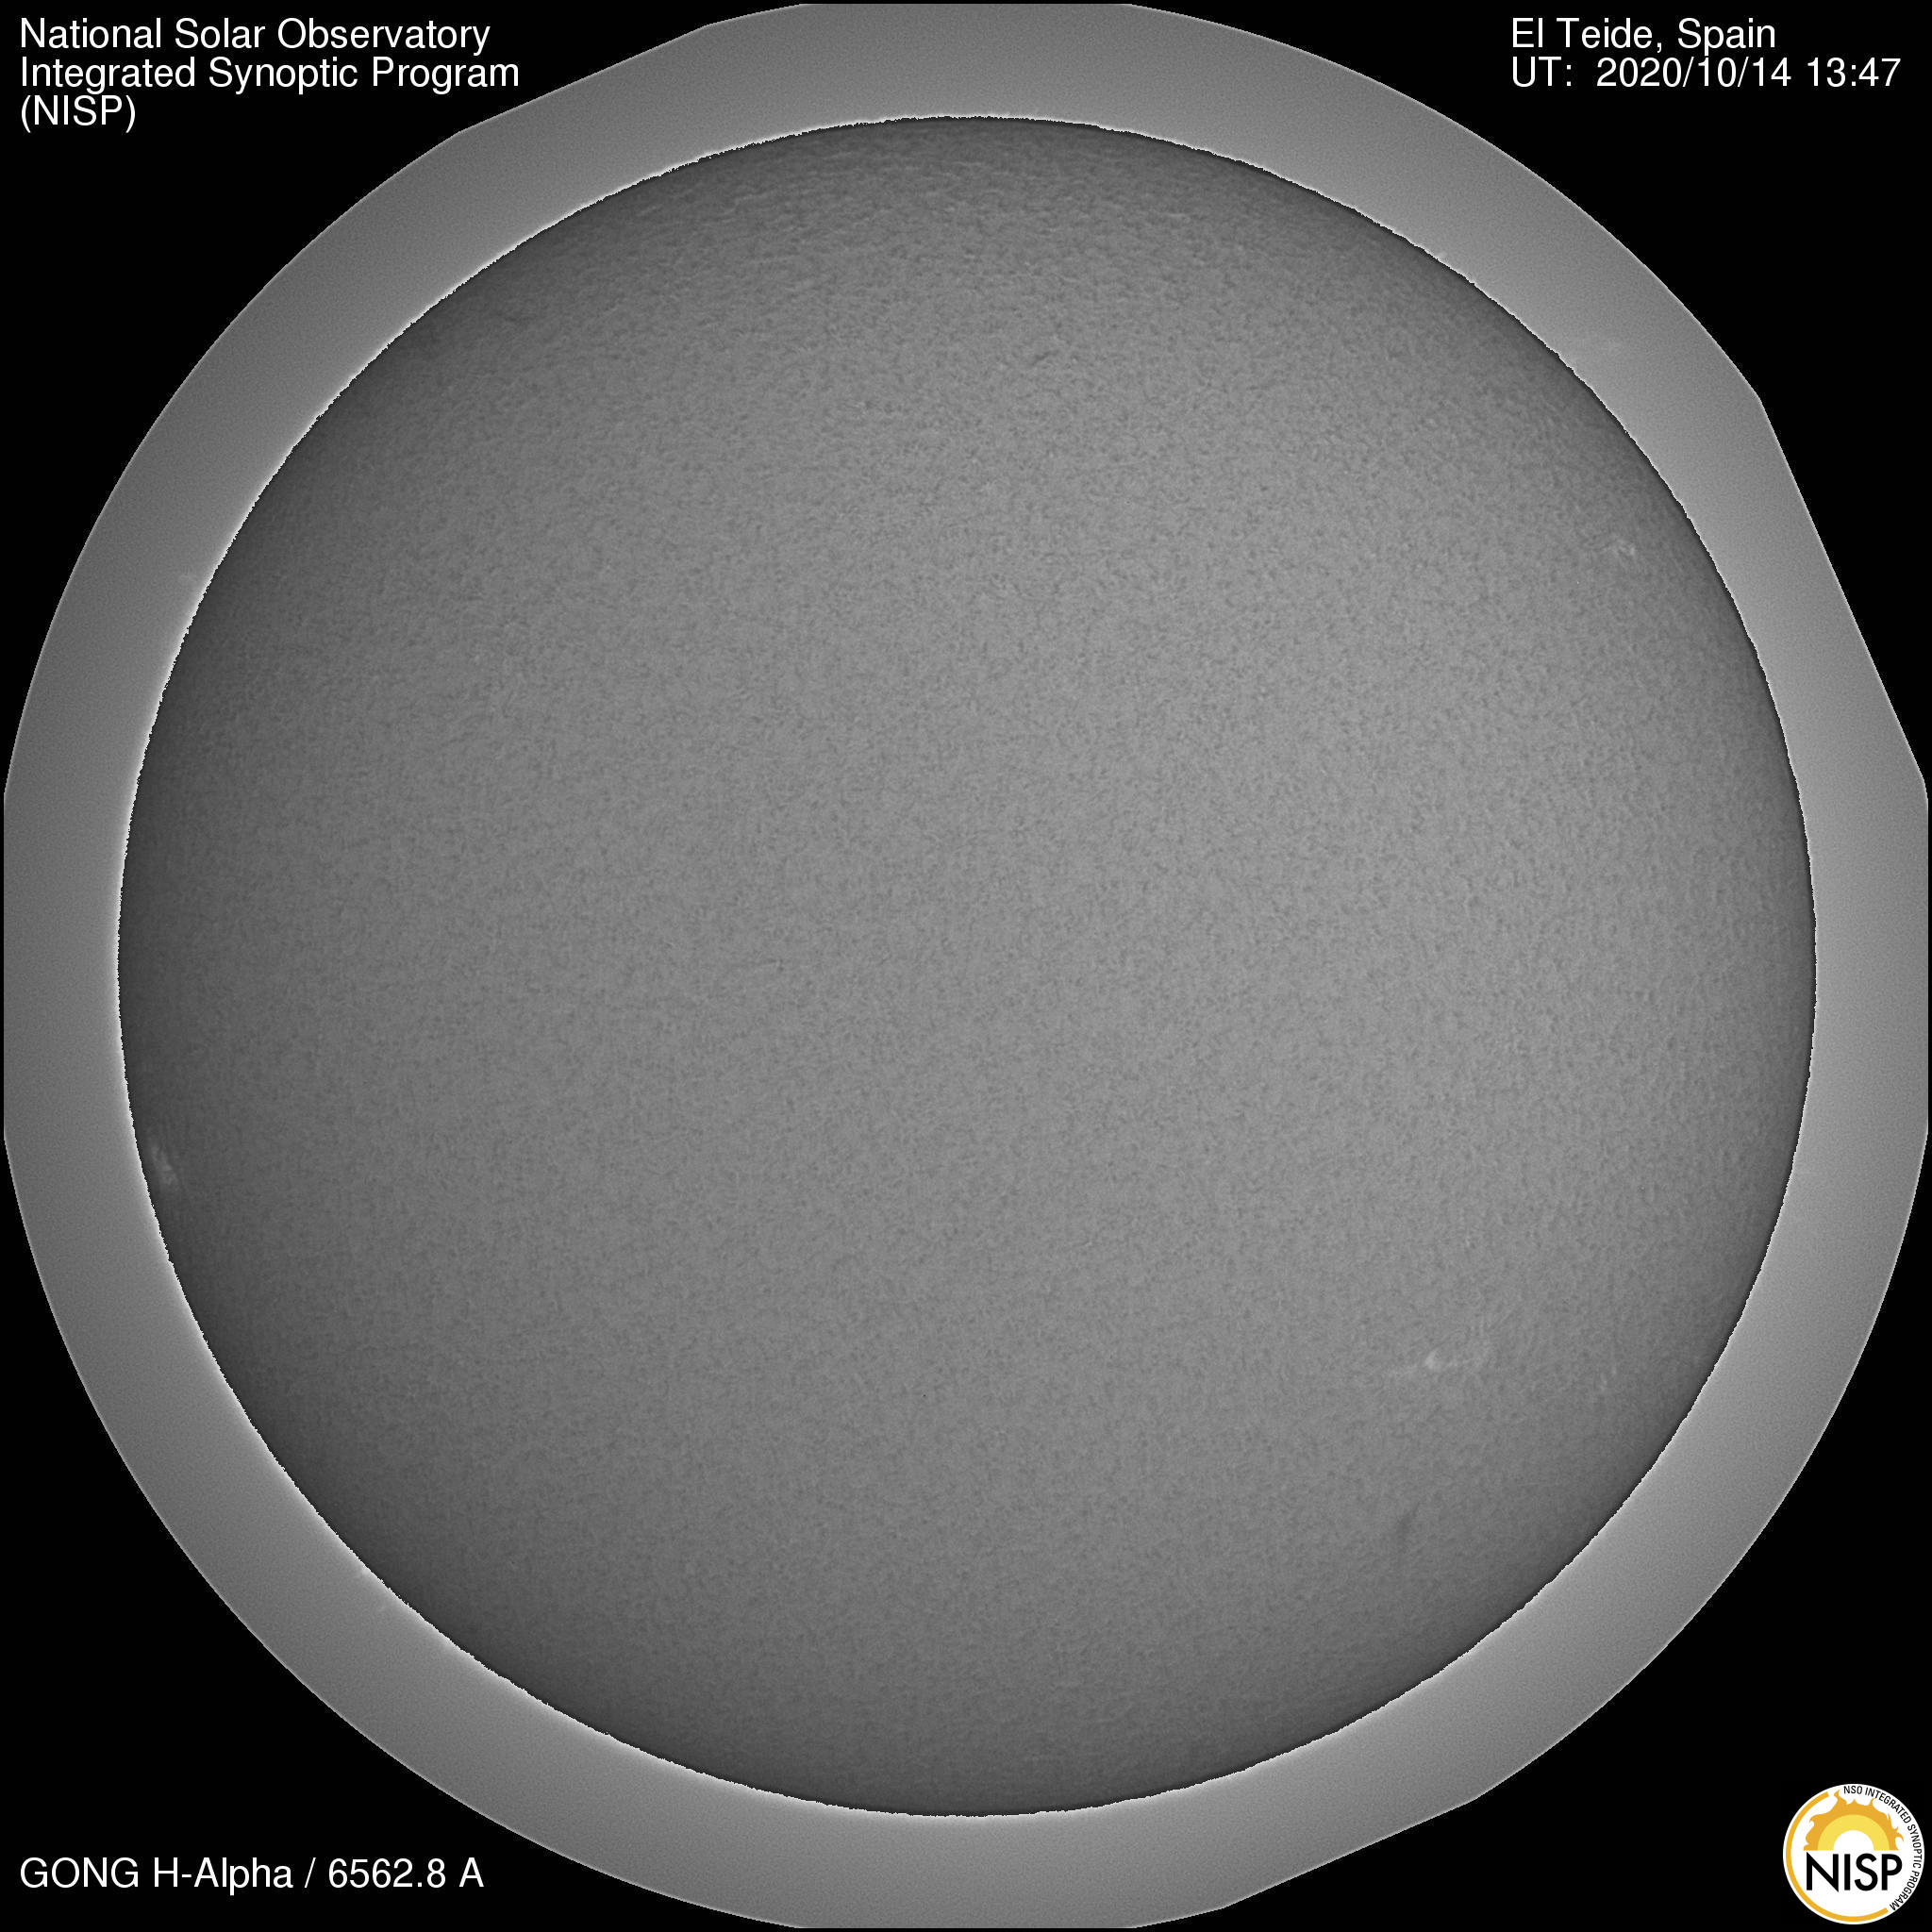 National Solar Observatory
Integrated Synoptic Program
(NISP)
El Teide, Spain
UT: 2020/10/14 13:47
GONG H-Alpha / 6562.8 A
NSO INTEGRATED SYNOPTIC PROGRAM
NISP